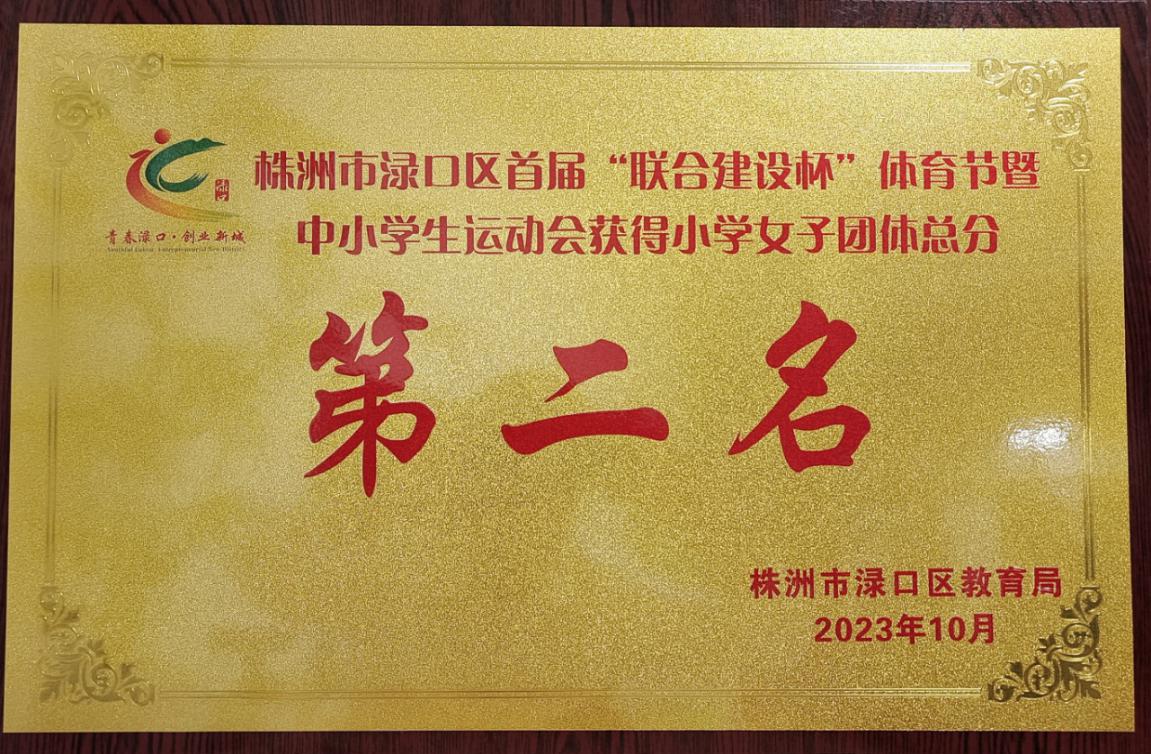 株洲市渌口区首届“联合建设杯”体育节暨
中小学生运动会获得小学女子团体总分
青春渌口·创业新城
第二名
株洲市渌口区教育局
2023年10月